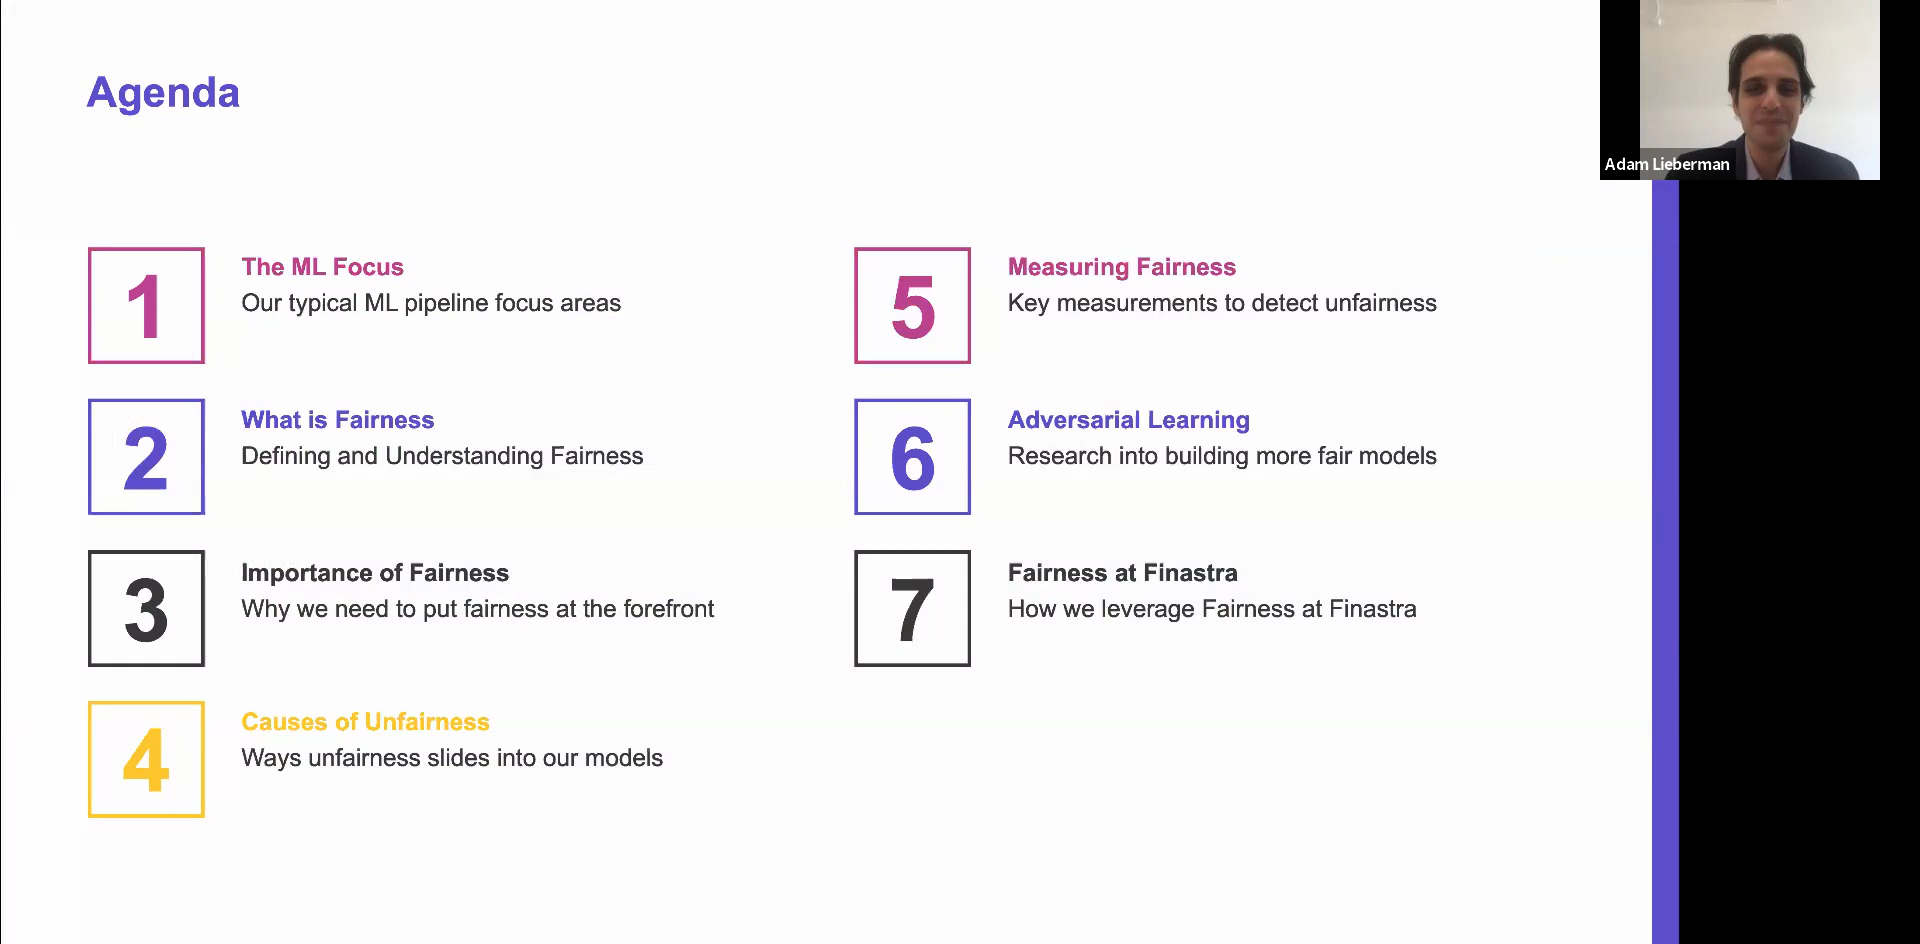 Agenda
Adam Lieberman
1
The ML Focus
Our typical ML pipeline focus areas
2
What is Fairness
Defining and Understanding Fairness
3
Importance of Fairness
Why we need to put fairness at the forefront
4
Causes of Unfairness
Ways unfairness slides into our models
5
Measuring Fairness
Key measurements to detect unfairness
6
Adversarial Learning
Research into building more fair models
7
Fairness at Finastra
How we leverage Fairness at Finastra